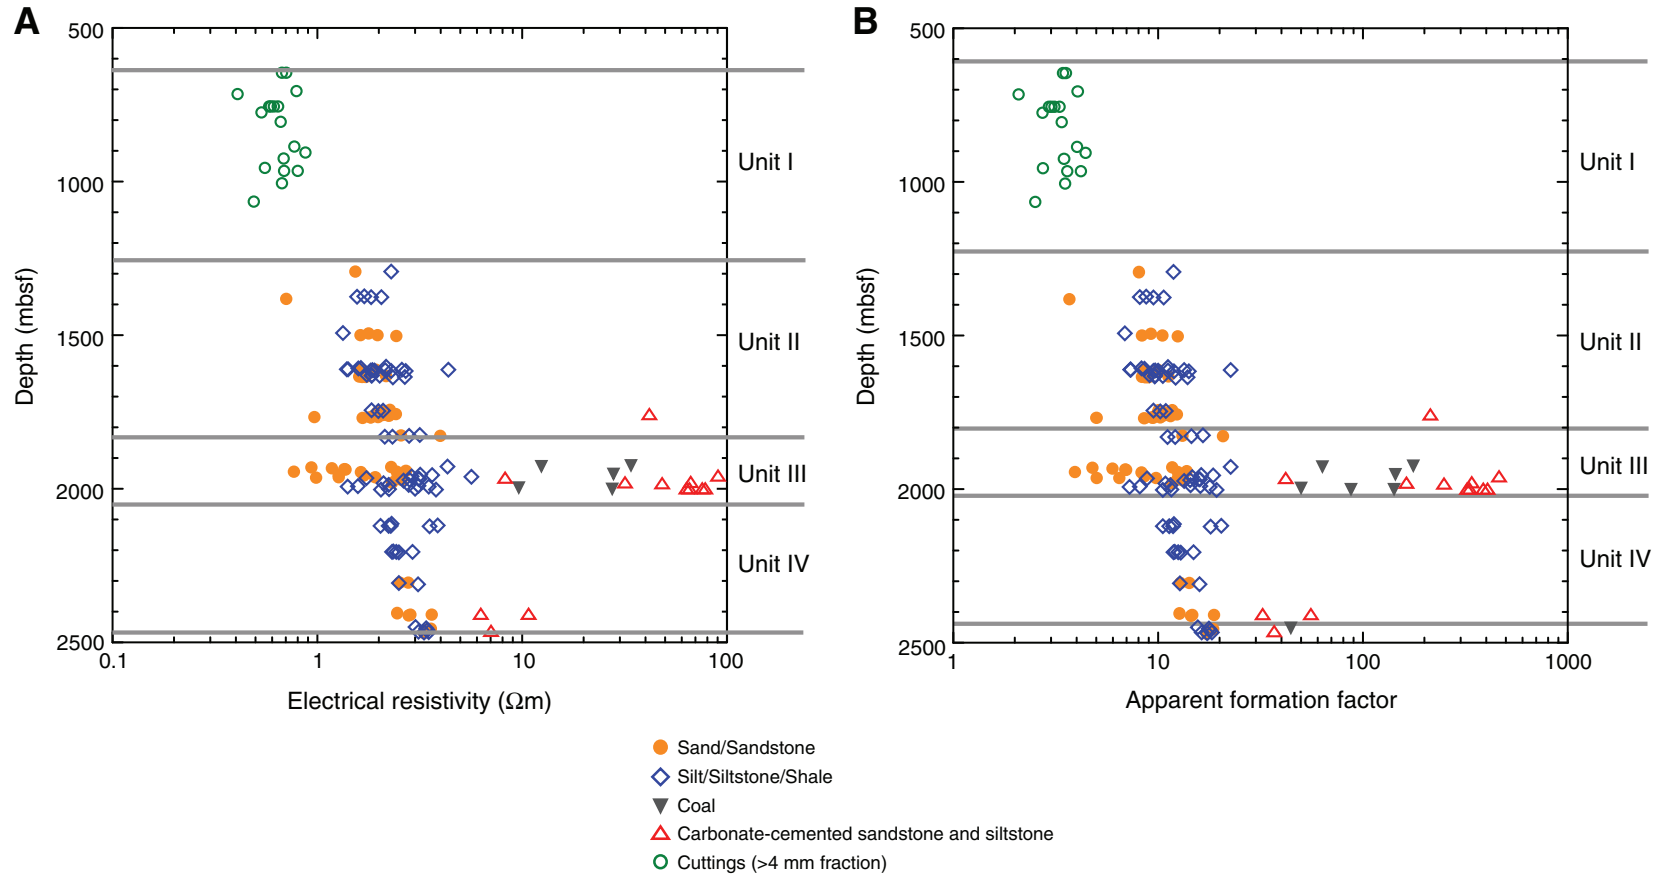 A
500
1000
1500
2000
2500
0.1
1
10
100
Depth (mbsf)
Electrical resistivity (Ωm)
Unit I
Unit II
Unit III
Unit IV
B
500
1000
1500
2000
2500
1
10
100
1000
Depth (mbsf)
Apparent formation factor
Unit I
Unit II
Unit III
Unit IV
Sand/Sandstone
Silt/Siltstone/Shale
Coal
Carbonate-cemented sandstone and siltstone
Cuttings (>4 mm fraction)